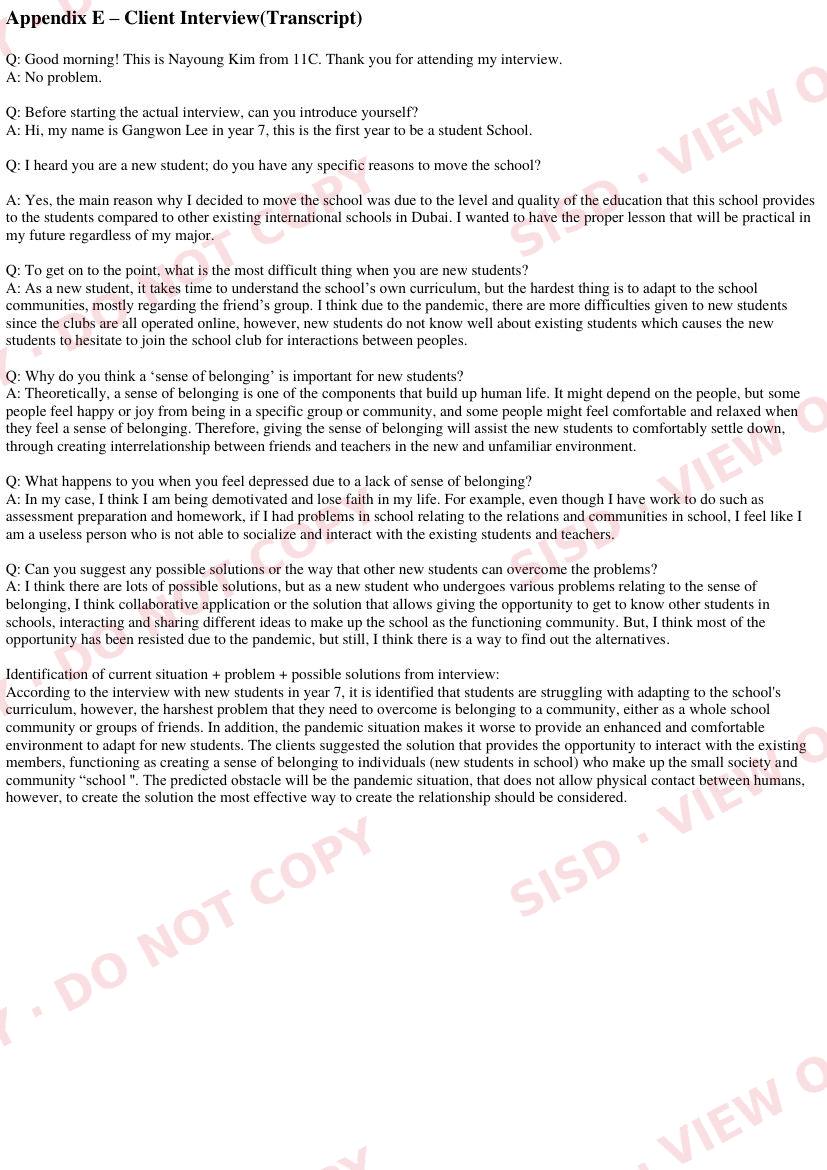 Appendix E – Client Interview(Transcript)
Q: Good morning! This is Nayoung Kim from 11C. Thank you for attending my interview.
A: No problem.
Q: Before starting the actual interview, can you introduce yourself?
A: Hi, my name is Gangwon Lee in year 7, this is the first year to be a student School.
Q: I heard you are a new student; do you have any specific reasons to move the school?
A: Yes, the main reason why I decided to move the school was due to the level and quality of the education that this school provides
to the students compared to other existing international schools in Dubai. I wanted to have the proper lesson that will be practical in
my future regardless of my major.
Q: To get on to the point, what is the most difficult thing when you are new students?
A: As a new student, it takes time to understand the school’s own curriculum, but the hardest thing is to adapt to the school
communities, mostly regarding the friend’s group. I think due to the pandemic, there are more difficulties given to new students
since the clubs are all operated online, however, new students do not know well about existing students which causes the new
students to hesitate to join the school club for interactions between peoples.
Q: Why do you think a ‘sense of belonging’ is important for new students?
A: Theoretically, a sense of belonging is one of the components that build up human life. It might depend on the people, but some
people feel happy or joy from being in a specific group or community, and some people might feel comfortable and relaxed when
they feel a sense of belonging. Therefore, giving the sense of belonging will assist the new students to comfortably settle down,
through creating interrelationship between friends and teachers in the new and unfamiliar environment.
Q: What happens to you when you feel depressed due to a lack of sense of belonging?
A: In my case, I think I am being demotivated and lose faith in my life. For example, even though I have work to do such as
assessment preparation and homework, if I had problems in school relating to the relations and communities in school, I feel like I
am a useless person who is not able to socialize and interact with the existing students and teachers.
Q: Can you suggest any possible solutions or the way that other new students can overcome the problems?
A: I think there are lots of possible solutions, but as a new student who undergoes various problems relating to the sense of
belonging, I think collaborative application or the solution that allows giving the opportunity to get to know other students in
schools, interacting and sharing different ideas to make up the school as the functioning community. But, I think most of the
opportunity has been resisted due to the pandemic, but still, I think there is a way to find out the alternatives.
Identification of current situation + problem + possible solutions from interview:
According to the interview with new students in year 7, it is identified that students are struggling with adapting to the school's
curriculum, however, the harshest problem that they need to overcome is belonging to a community, either as a whole school
community or groups of friends. In addition, the pandemic situation makes it worse to provide an enhanced and comfortable
environment to adapt for new students. The clients suggested the solution that provides the opportunity to interact with the existing
members, functioning as creating a sense of belonging to individuals (new students in school) who make up the small society and
community “school ". The predicted obstacle will be the pandemic situation, that does not allow physical contact between humans,
however, to create the solution the most effective way to create the relationship should be considered.
SISD · VIEW O
Y · DO NOT COPY
SISD · VIEW O
Y · DO NOT COPY
SISD · VIEW O
Y · DO NOT COPY
· VIEW O